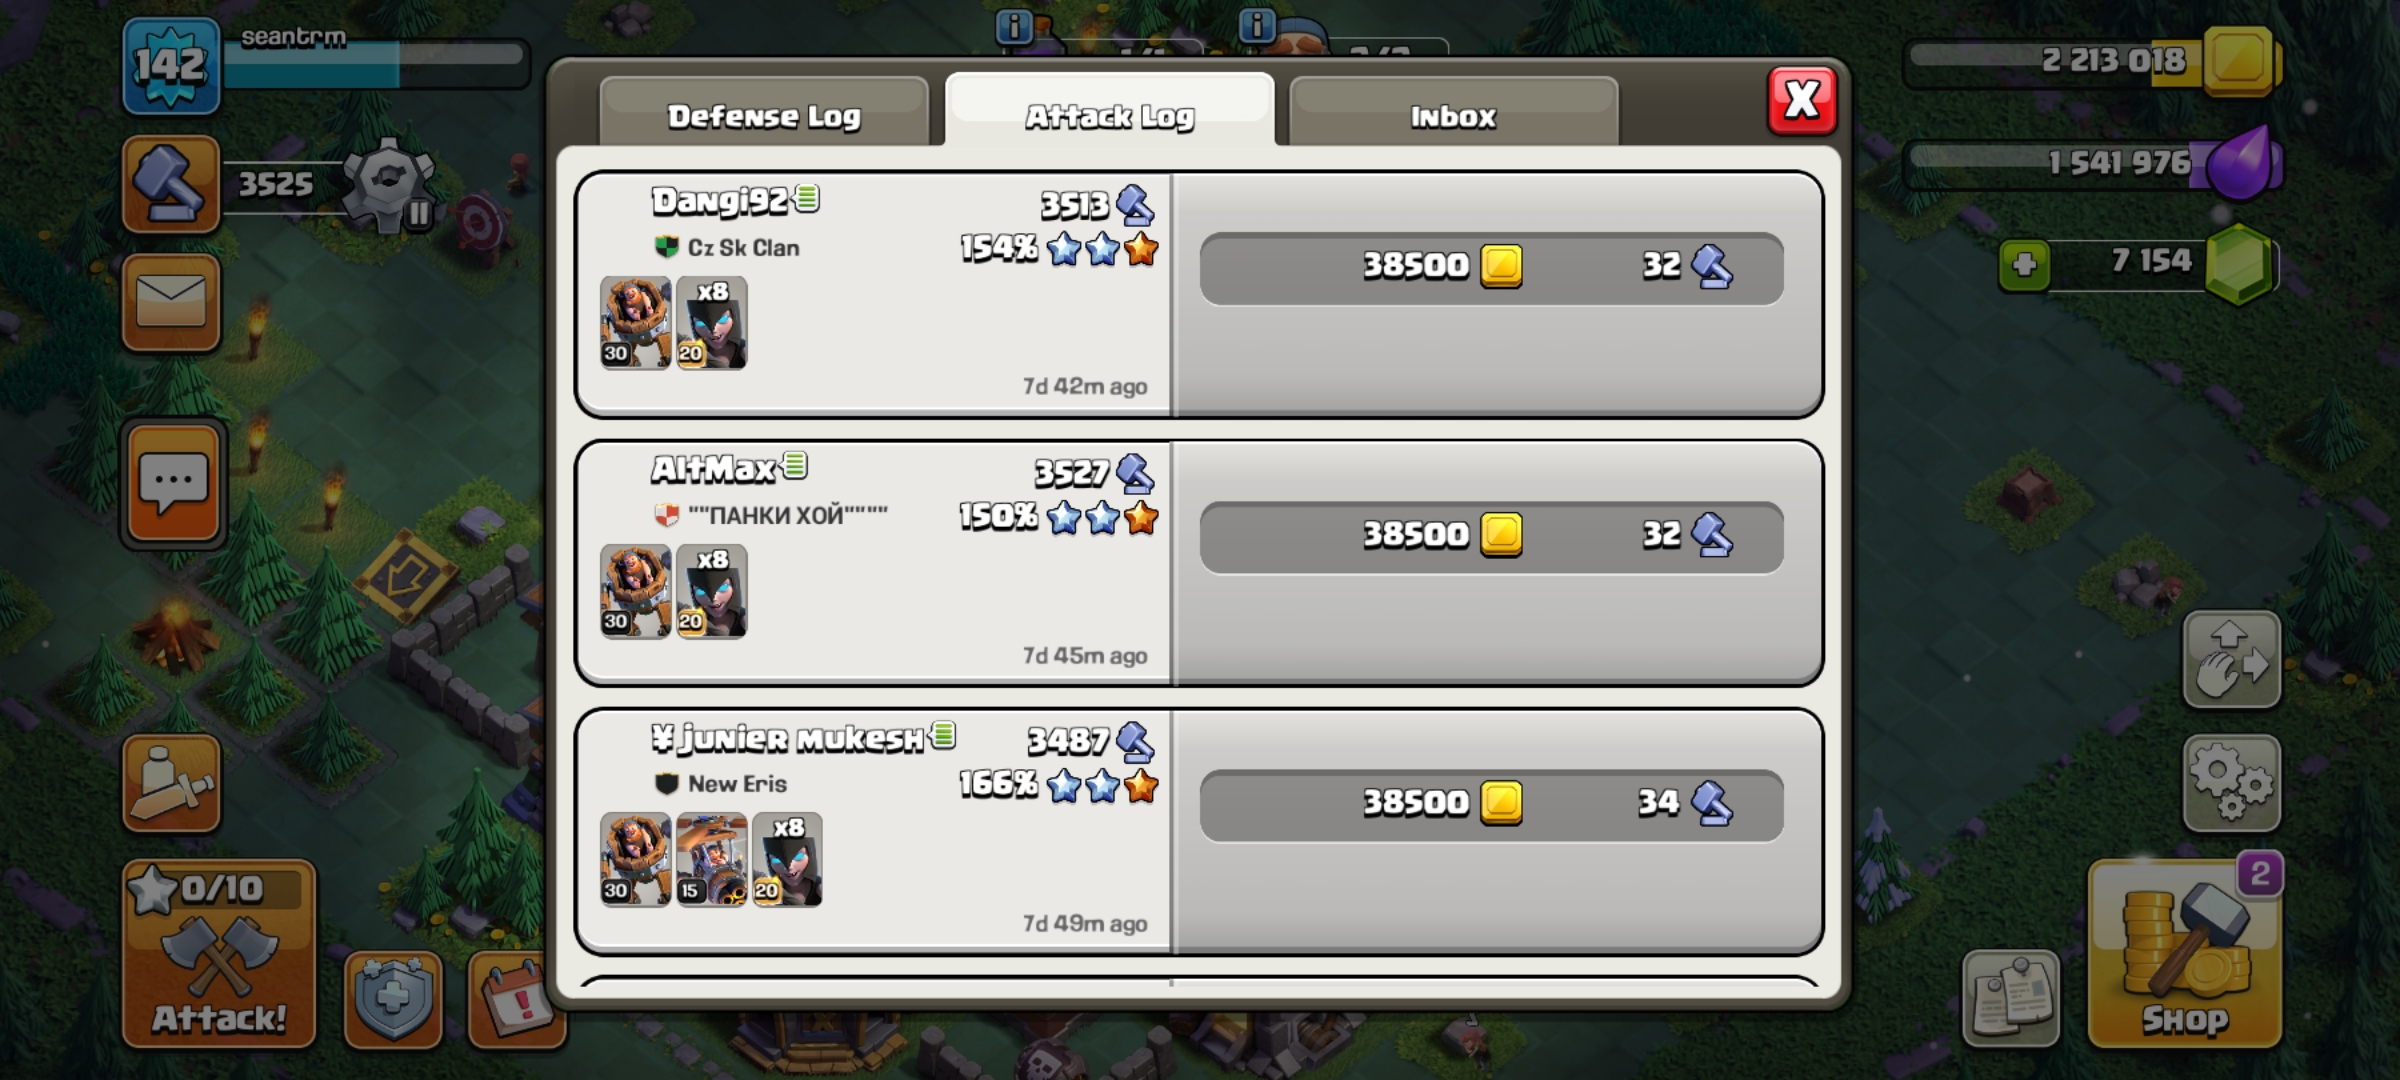 142
seantrm
3525
2 213 018
1 541 976
7 154
Defense Log
Attack Log
Inbox
X
Dangi92
3513
Cz Sk Clan
154%
x8
30
20
7d 42m ago
38500
32
AltMax
3527
""ПАНКИ ХОЙ""""
150%
x8
30
20
7d 45m ago
38500
32
¥ junier mukesh
3487
New Eris
166%
x8
30
15
20
7d 49m ago
38500
34
0/10
Attack!
2
Shop